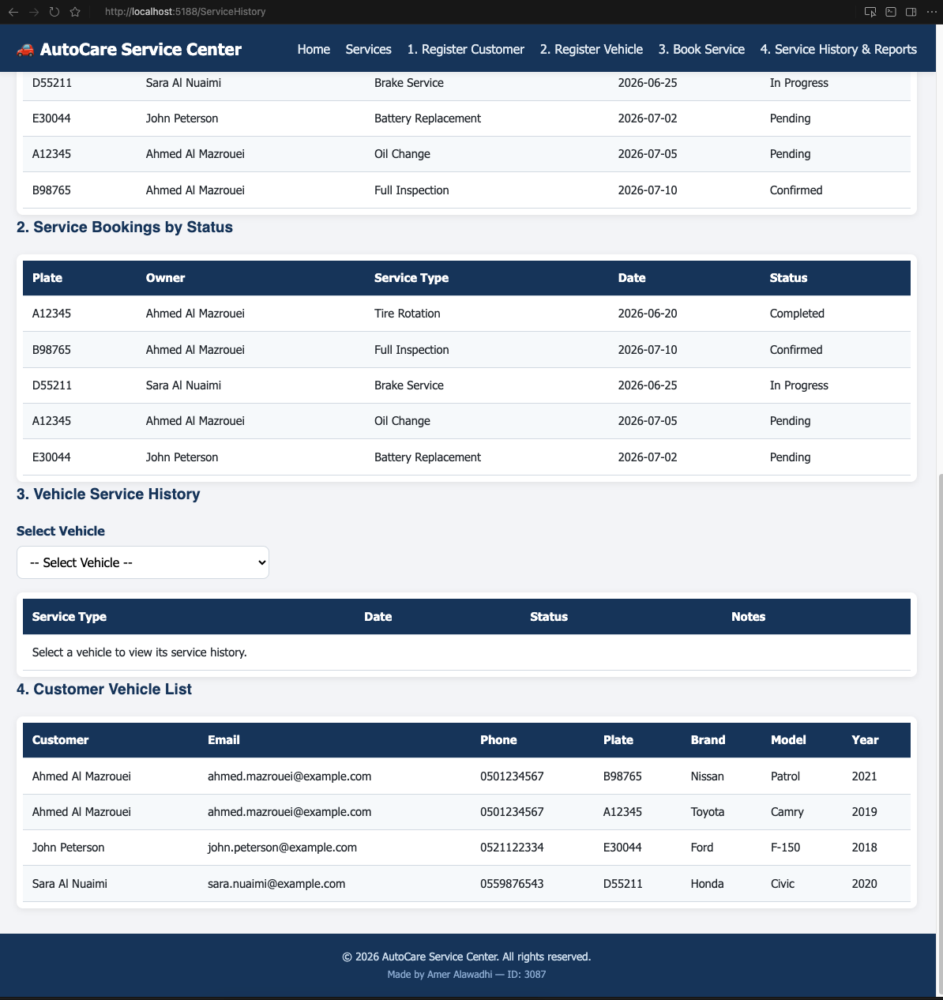 http://localhost:5188/ServiceHistory
AutoCare Service Center Home Services 1. Register Customer 2. Register Vehicle 3. Book Service 4. Service History & Reports
D55211 Sara Al Nuaimi Brake Service 2026-06-25 In Progress
E30044 John Peterson Battery Replacement 2026-07-02 Pending
A12345 Ahmed Al Mazrouei Oil Change 2026-07-05 Pending
B98765 Ahmed Al Mazrouei Full Inspection 2026-07-10 Confirmed
2. Service Bookings by Status
Plate Owner Service Type Date Status
A12345 Ahmed Al Mazrouei Tire Rotation 2026-06-20 Completed
B98765 Ahmed Al Mazrouei Full Inspection 2026-07-10 Confirmed
D55211 Sara Al Nuaimi Brake Service 2026-06-25 In Progress
A12345 Ahmed Al Mazrouei Oil Change 2026-07-05 Pending
E30044 John Peterson Battery Replacement 2026-07-02 Pending
3. Vehicle Service History
Select Vehicle
-- Select Vehicle --
Service Type Date Status Notes
Select a vehicle to view its service history.
4. Customer Vehicle List
Customer Email Phone Plate Brand Model Year
Ahmed Al Mazrouei ahmed.mazrouei@example.com 0501234567 B98765 Nissan Patrol 2021
Ahmed Al Mazrouei ahmed.mazrouei@example.com 0501234567 A12345 Toyota Camry 2019
John Peterson john.peterson@example.com 0521122334 E30044 Ford F-150 2018
Sara Al Nuaimi sara.nuaimi@example.com 0559876543 D55211 Honda Civic 2020
© 2026 AutoCare Service Center. All rights reserved.
Made by Amer Alawadhi — ID: 3087